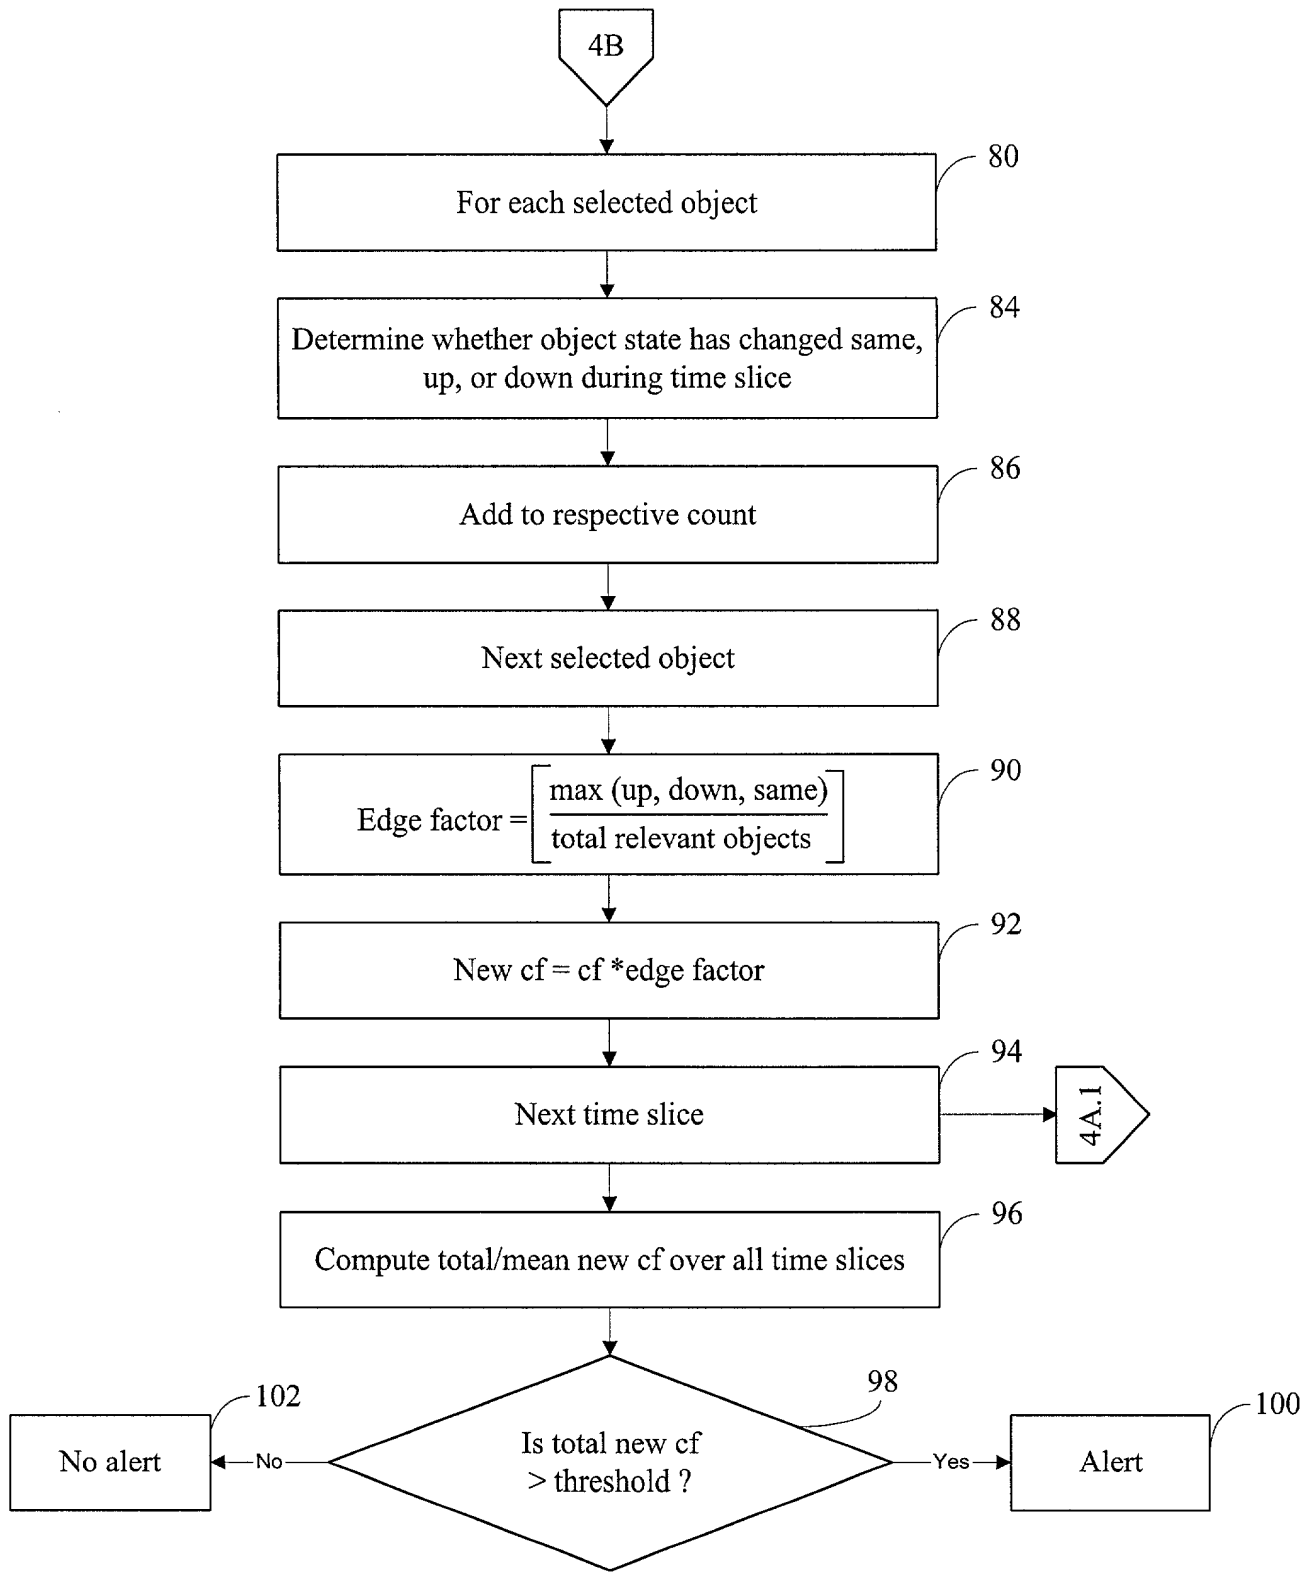 4B
80
For each selected object
84
Determine whether object state has changed same,
up, or down during time slice
86
Add to respective count
88
Next selected object
90
Edge factor = [max (up, down, same)
total relevant objects]
92
New cf = cf *edge factor
94
Next time slice
4A.1
96
Compute total/mean new cf over all time slices
98
Is total new cf
> threshold ?
No
102
No alert
Yes
100
Alert